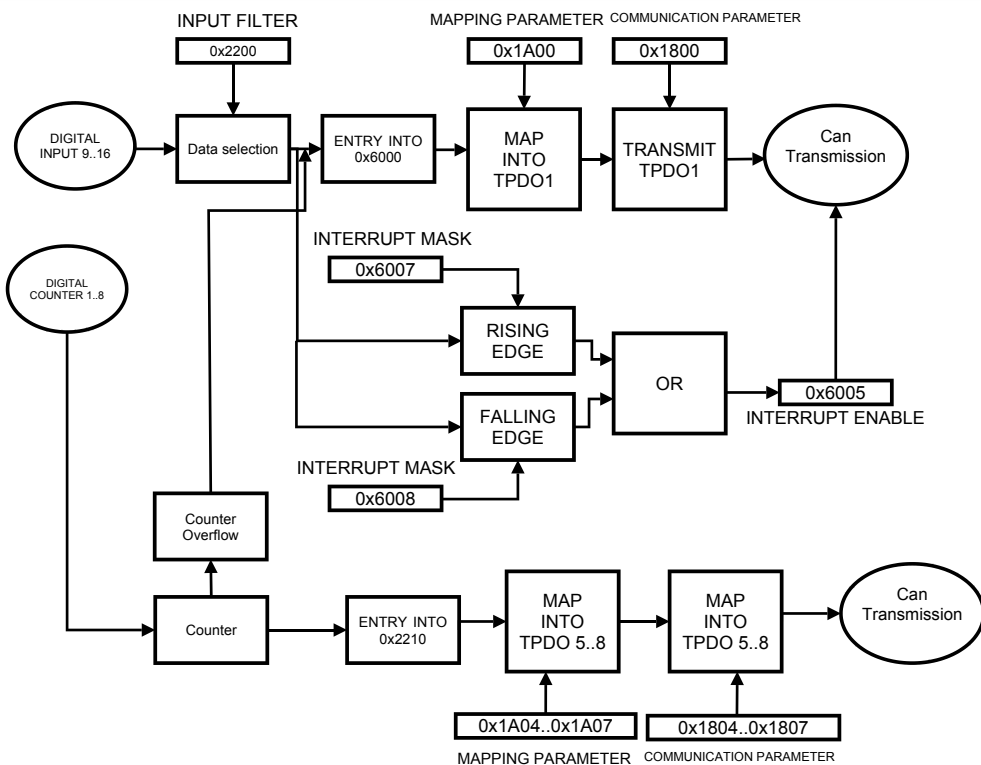 INPUT FILTER
0x2200
MAPPING PARAMETER
0x1A00
COMMUNICATION PARAMETER
0x1800
DIGITAL
INPUT 9..16
Data selection
ENTRY INTO
0x6000
MAP
INTO
TPDO1
TRANSMIT
TPDO1
Can
Transmission
INTERRUPT MASK
0x6007
DIGITAL
COUNTER 1..8
RISING
EDGE
OR
0x6005
INTERRUPT ENABLE
FALLING
EDGE
INTERRUPT MASK
0x6008
Counter
Overflow
Counter
ENTRY INTO
0x2210
MAP
INTO
TPDO 5..8
MAP
INTO
TPDO 5..8
Can
Transmission
0x1A04..0x1A07
MAPPING PARAMETER
0x1804..0x1807
COMMUNICATION PARAMETER